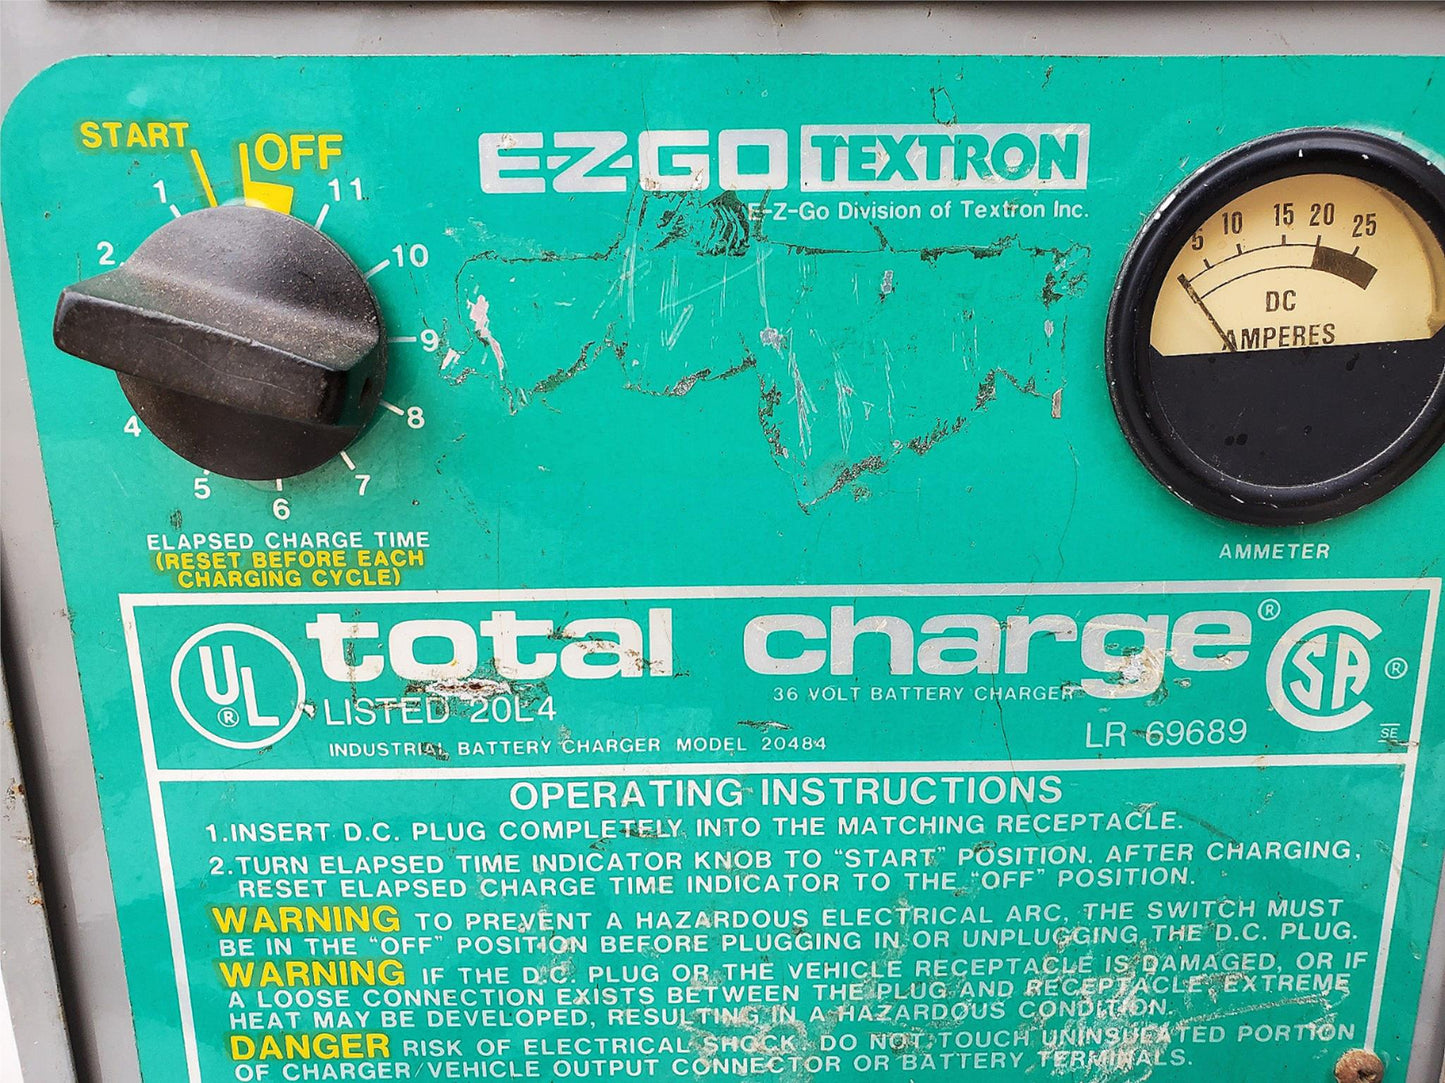 START OFF
1 11
2 10
9
4 8
5 7
6
ELAPSED CHARGE TIME
(RESET BEFORE EACH
CHARGING CYCLE)
E-Z-GO TEXTRON
E-Z-Go Division of Textron Inc.
5 10 15 20 25
DC
AMPERES
AMMETER
UL ® total charge® SA ®
36 VOLT BATTERY CHARGER
LISTED 20L4
LR 69689
SE
INDUSTRIAL BATTERY CHARGER MODEL 20484
OPERATING INSTRUCTIONS
1.INSERT D.C. PLUG COMPLETELY INTO THE MATCHING RECEPTACLE.
2.TURN ELAPSED TIME INDICATOR KNOB TO "START" POSITION. AFTER CHARGING,
RESET ELAPSED CHARGE TIME INDICATOR TO THE "OFF" POSITION.
WARNING TO PREVENT A HAZARDOUS ELECTRICAL ARC, THE SWITCH MUST
BE IN THE "OFF" POSITION BEFORE PLUGGING IN OR UNPLUGGING THE D.C. PLUG.
WARNING IF THE D.C. PLUG OR THE VEHICLE RECEPTACLE IS DAMAGED, OR IF
A LOOSE CONNECTION EXISTS BETWEEN THE PLUG AND RECEPTACLE, EXTREME
HEAT MAY BE DEVELOPED, RESULTING IN A HAZARDOUS CONDITION.
DANGER RISK OF ELECTRICAL SHOCK. DO NOT TOUCH UNINSULATED PORTION
OF CHARGER/VEHICLE OUTPUT CONNECTOR OR BATTERY TERMINALS.